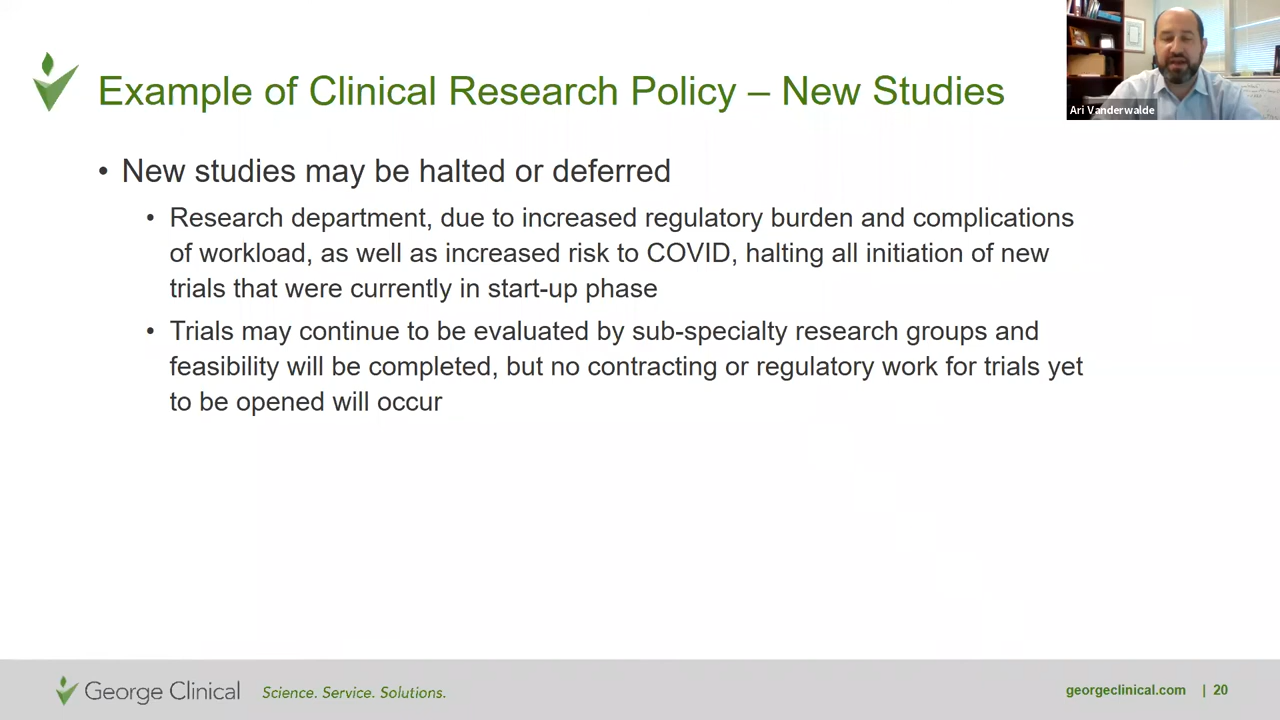 Example of Clinical Research Policy – New Studies
Ari Vanderwalde
• New studies may be halted or deferred
• Research department, due to increased regulatory burden and complications
of workload, as well as increased risk to COVID, halting all initiation of new
trials that were currently in start-up phase
• Trials may continue to be evaluated by sub-specialty research groups and
feasibility will be completed, but no contracting or regulatory work for trials yet
to be opened will occur
George Clinical Science. Service. Solutions.
georgeclinical.com | 20